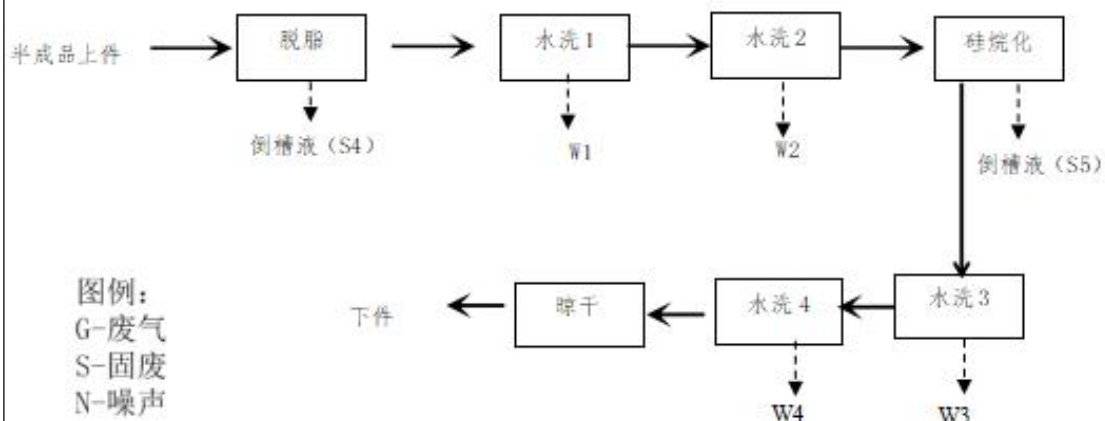 半成品上件
脱脂
水洗1
水洗2
硅烷化
倒槽液（S4）
W1
W2
倒槽液（S5）
下件
晾干
水洗4
水洗3
W4
W3
图例：
G-废气
S-固废
N-噪声